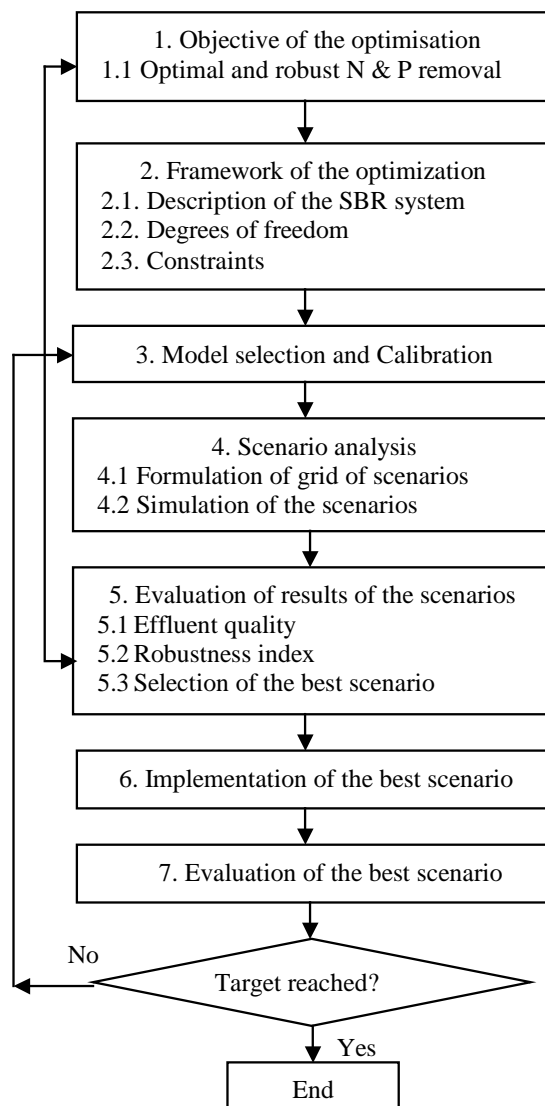 1. Objective of the optimisation
1.1 Optimal and robust N & P removal
2. Framework of the optimization
2.1. Description of the SBR system
2.2. Degrees of freedom
2.3. Constraints
3. Model selection and Calibration
4. Scenario analysis
4.1 Formulation of grid of scenarios
4.2 Simulation of the scenarios
5. Evaluation of results of the scenarios
5.1 Effluent quality
5.2 Robustness index
5.3 Selection of the best scenario
6. Implementation of the best scenario
7. Evaluation of the best scenario
No
Target reached?
Yes
End